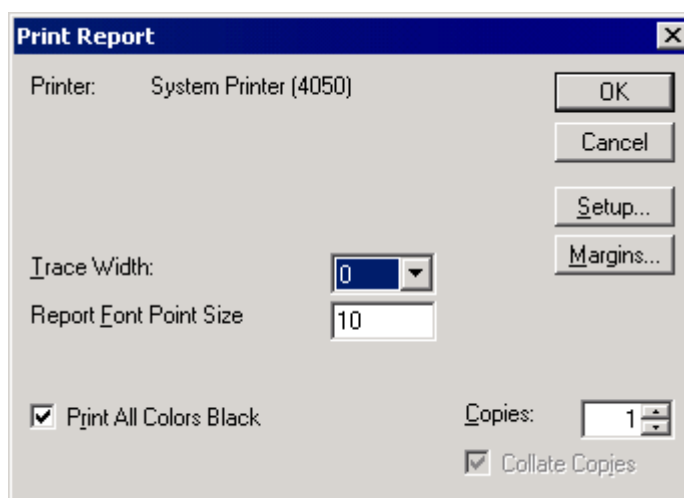 Print Report
Printer: System Printer (4050)
OK
Cancel
Setup...
Margins...
Trace Width: 0
Report Font Point Size 10
Print All Colors Black
Copies: 1
Collate Copies